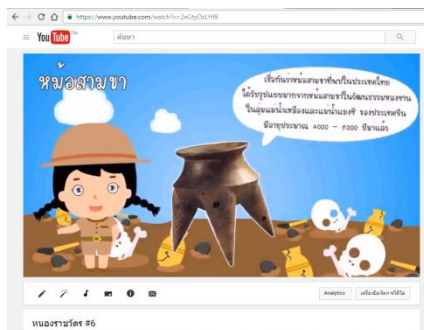 https://www.youtube.com/watch?v=2eGtyOzLHf8
YouTube TH
ค้นหา
หม้อสามขา
เชื่อกันว่าหม้อสามขาที่พบในประเทศไทย
ได้รับรูปแบบมาจากหม้อสามขาในวัฒนธรรมหลงซาน
ในลุ่มแม่น้ำเหลืองและแม่น้ำแยงซี ของประเทศจีน
มีอายุประมาณ 4000 - 5000 ปีมาแล้ว
Analytics
เครื่องมือจัดการวิดีโอ
หนองราชวัตร #6